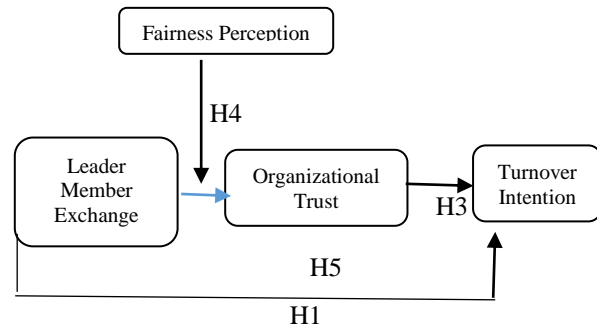 Fairness Perception
H4
Leader
Member
Exchange
Organizational
Trust
H3
Turnover
Intention
H5
H1